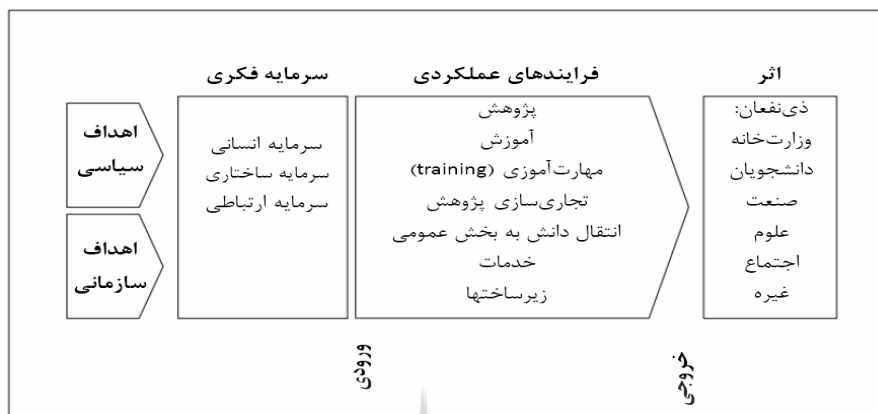 سرمایه فکری
فرایندهای عملکردی
اثر
اهداف
سیاسی
اهداف
سازمانی
سرمایه انسانی
سرمایه ساختاری
سرمایه ارتباطی
پژوهش
آموزش
مهارت‌آموزی (training)
تجاری‌سازی پژوهش
انتقال دانش به بخش عمومی
خدمات
زیرساختها
ذی‌نفعان:
وزارت‌خانه
دانشجویان
صنعت
علوم
اجتماع
غیره
ورودی
خروجی